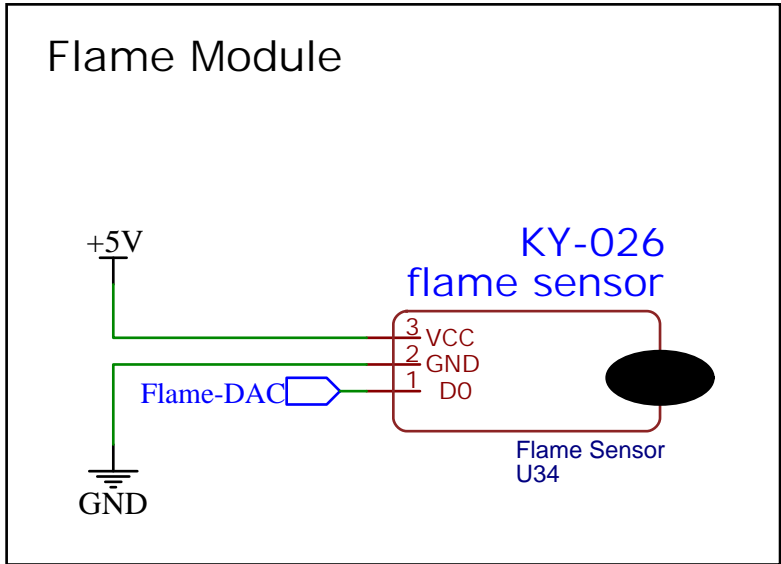 Flame Module
+5V
KY-026
flame sensor
3 VCC
2 GND
1 D0
Flame-DAC
Flame Sensor
U34
GND